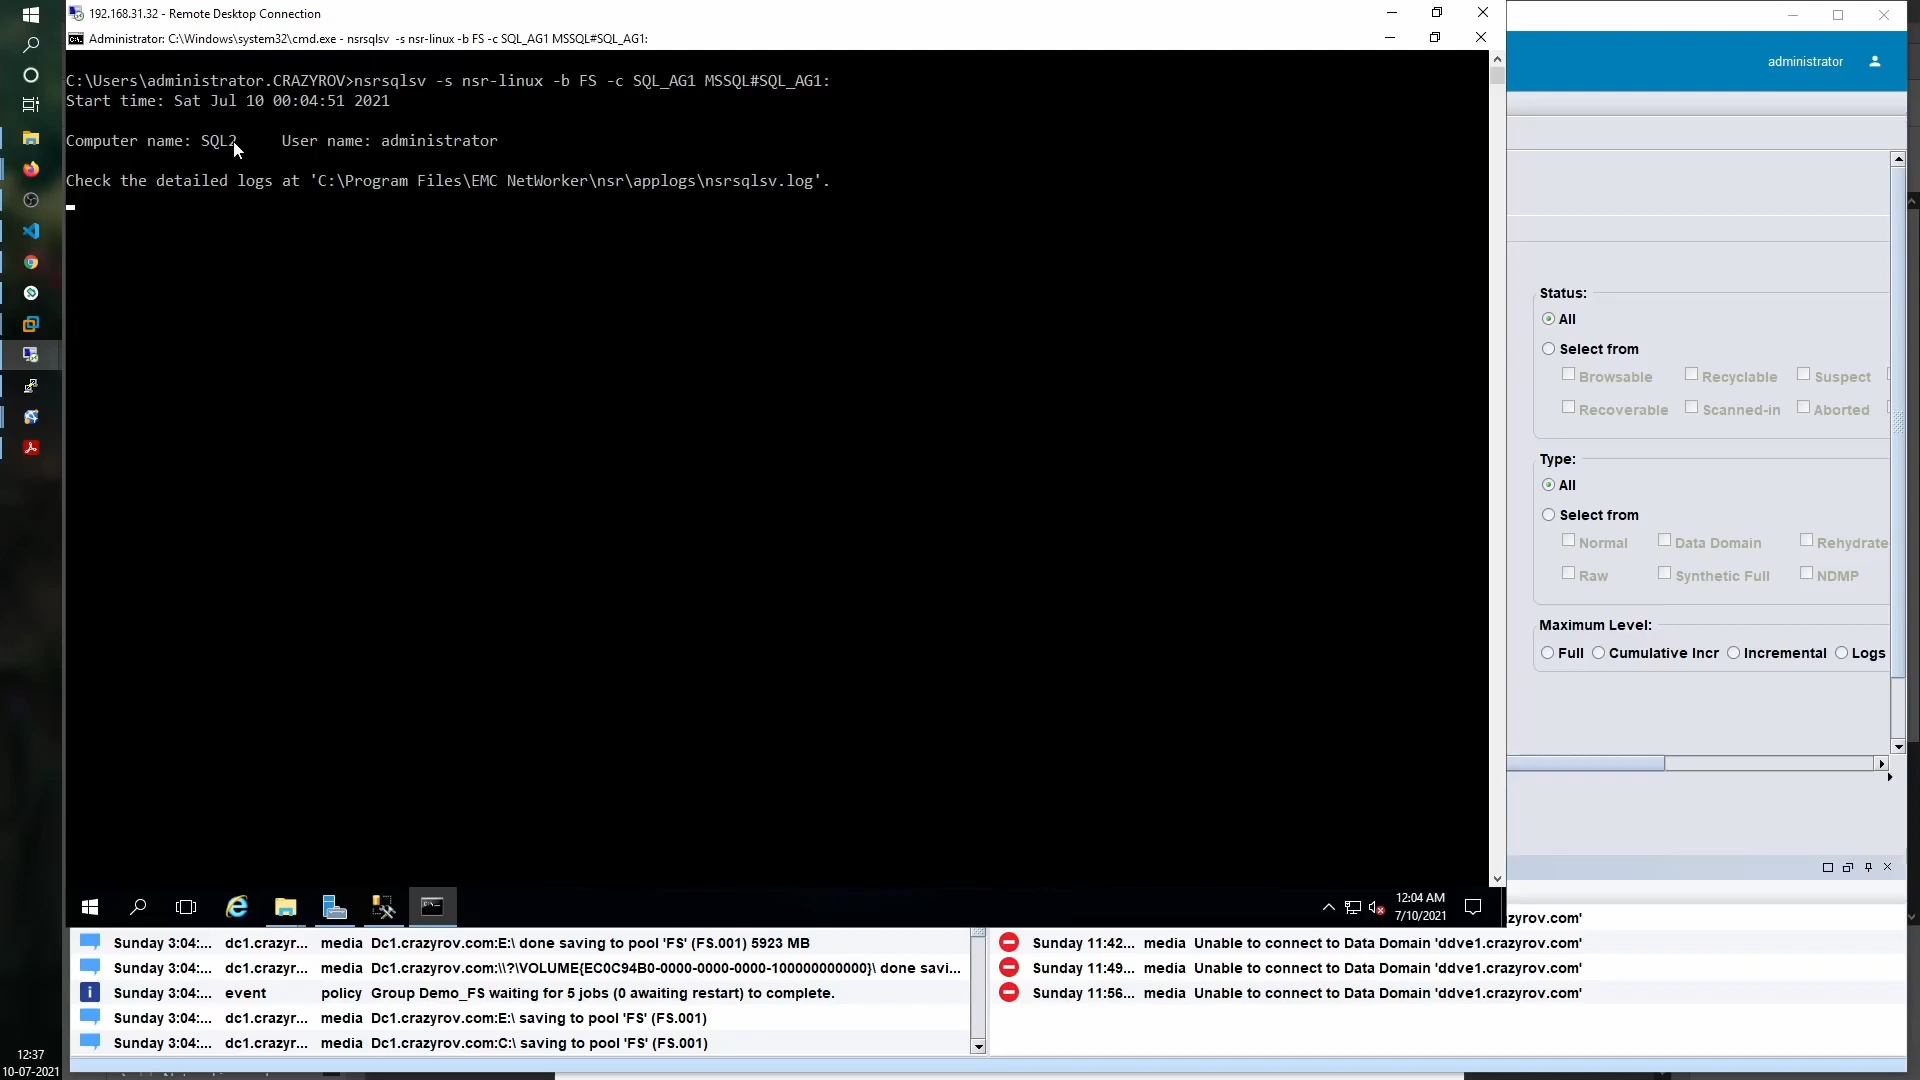 192.168.31.32 - Remote Desktop Connection
Administrator: C:\Windows\system32\cmd.exe - nsrsqlsv  -s nsr-linux -b FS -c SQL_AG1 MSSQL#SQL_AG1:
administrator
C:\Users\administrator.CRAZYROV>nsrsqlsv -s nsr-linux -b FS -c SQL_AG1 MSSQL#SQL_AG1:
Start time: Sat Jul 10 00:04:51 2021
Computer name: SQL2     User name: administrator
Check the detailed logs at 'C:\Program Files\EMC NetWorker\nsr\applogs\nsrsqlsv.log'.
Status:
All
Select from
Browsable Recyclable Suspect
Recoverable Scanned-in Aborted
Type:
All
Select from
Normal Data Domain Rehydrate
Raw Synthetic Full NDMP
Maximum Level:
Full Cumulative Incr Incremental Logs
12:04 AM
7/10/2021
Sunday 3:04:... dc1.crazyr... media Dc1.crazyrov.com:E:\ done saving to pool 'FS' (FS.001) 5923 MB
Sunday 3:04:... dc1.crazyr... media Dc1.crazyrov.com:\\?\VOLUME{EC0C94B0-0000-0000-0000-100000000000}\ done savi...
Sunday 3:04:... event policy Group Demo_FS waiting for 5 jobs (0 awaiting restart) to complete.
Sunday 3:04:... dc1.crazyr... media Dc1.crazyrov.com:E:\ saving to pool 'FS' (FS.001)
Sunday 3:04:... dc1.crazyr... media Dc1.crazyrov.com:C:\ saving to pool 'FS' (FS.001)
azyrov.com'
Sunday 11:42... media Unable to connect to Data Domain 'ddve1.crazyrov.com'
Sunday 11:49... media Unable to connect to Data Domain 'ddve1.crazyrov.com'
Sunday 11:56... media Unable to connect to Data Domain 'ddve1.crazyrov.com'
12:37
10-07-2021